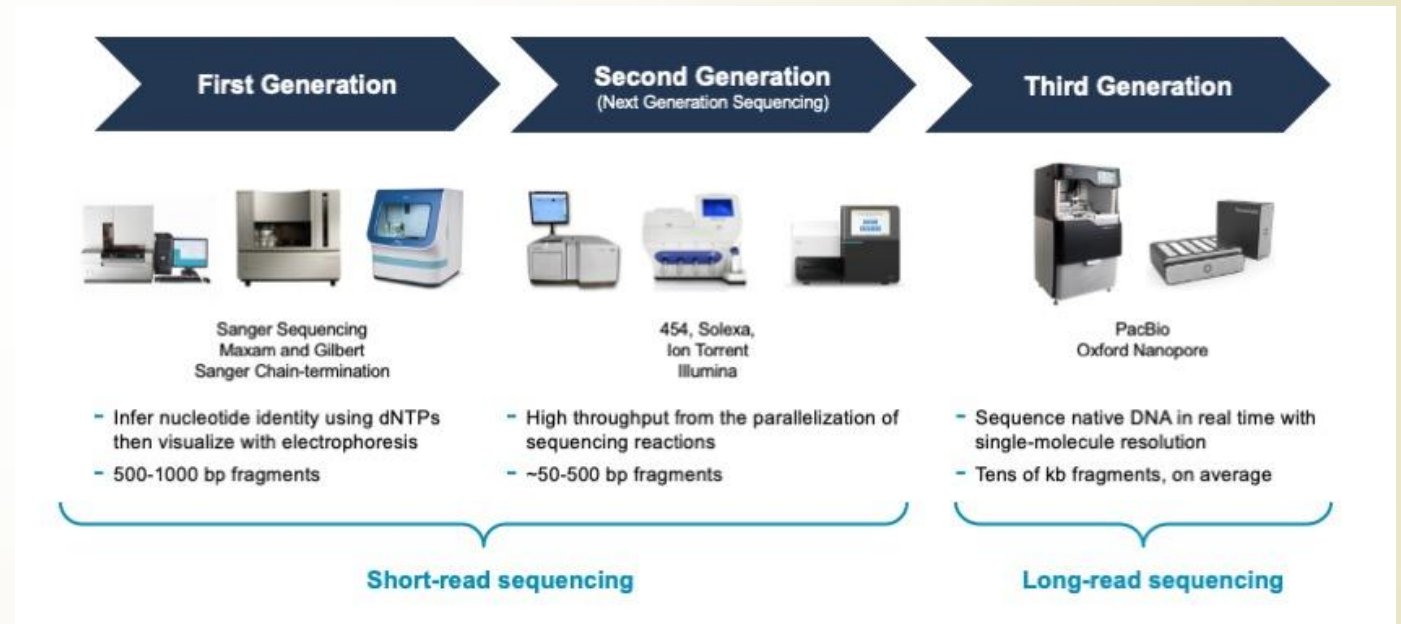 First Generation
Second Generation
(Next Generation Sequencing)
Third Generation
Sanger Sequencing
Maxam and Gilbert
Sanger Chain-termination
454, Solexa,
Ion Torrent
Illumina
PacBio
Oxford Nanopore
- Infer nucleotide identity using dNTPs
then visualize with electrophoresis
- 500-1000 bp fragments
- High throughput from the parallelization of
sequencing reactions
- ~50-500 bp fragments
- Sequence native DNA in real time with
single-molecule resolution
- Tens of kb fragments, on average
Short-read sequencing
Long-read sequencing